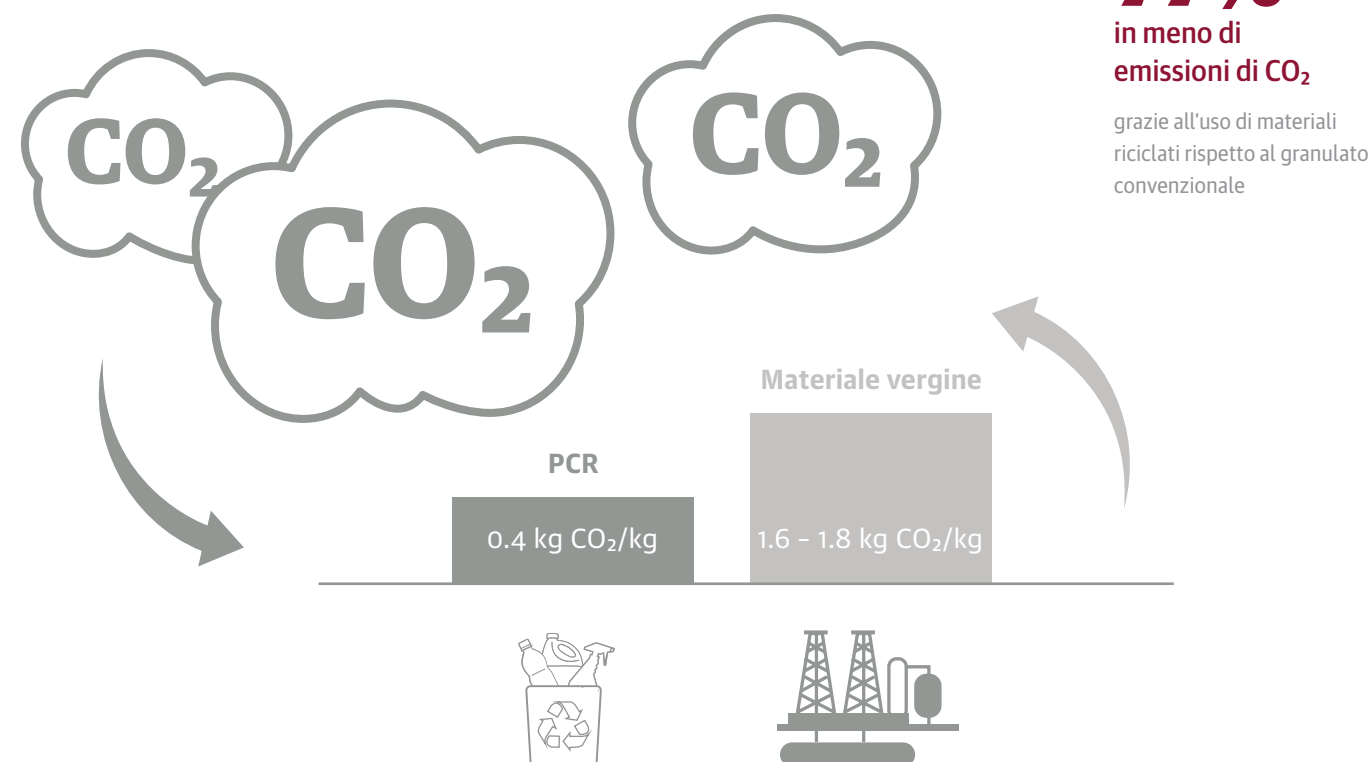 in meno di
emissioni di CO₂
grazie all'uso di materiali
riciclati rispetto al granulato
convenzionale
CO₂
CO₂
CO₂
Materiale vergine
PCR
0.4 kg CO₂/kg
1.6 – 1.8 kg CO₂/kg